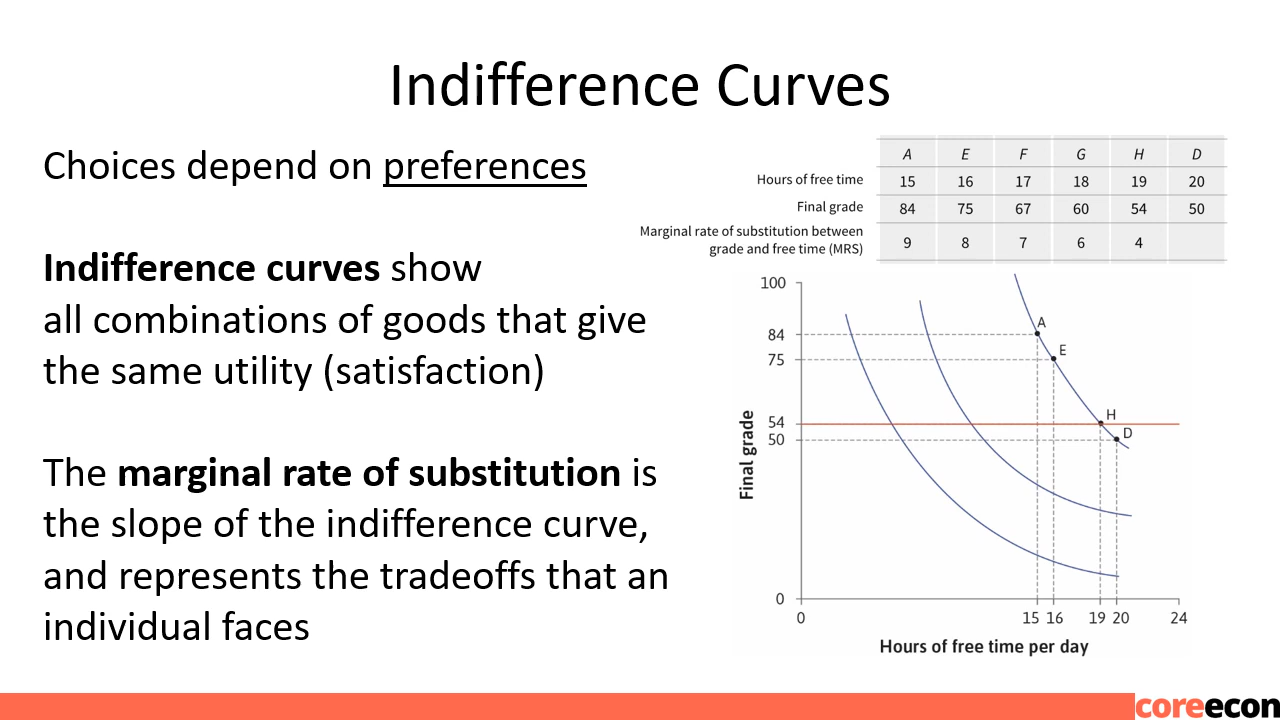 Indifference Curves
Choices depend on preferences
Indifference curves show
all combinations of goods that give
the same utility (satisfaction)
The marginal rate of substitution is
the slope of the indifference curve,
and represents the tradeoffs that an
individual faces
A E F G H D
Hours of free time 15 16 17 18 19 20
Final grade 84 75 67 60 54 50
Marginal rate of substitution between
grade and free time (MRS) 9 8 7 6 4
100
84
75
54
50
0
Final grade
A
E
H
D
0 15 16 19 20 24
Hours of free time per day
coreecon